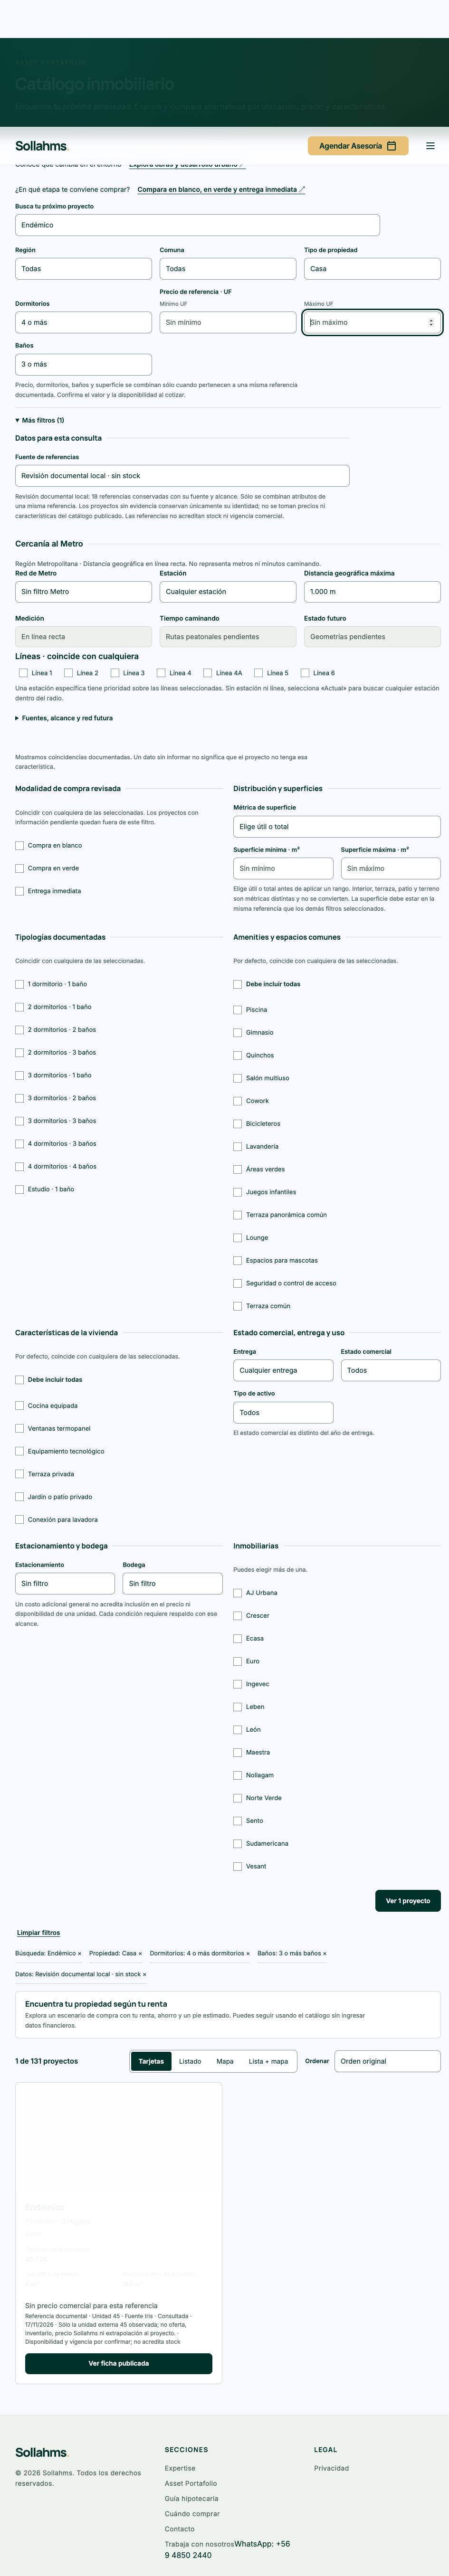 Catálogo inmobiliario
Sollahms.
Agendar Asesoría
¿En qué etapa te conviene comprar? Compara en blanco, en verde y entrega inmediata ↗
Busca tu próximo proyecto
Endémico
Región
Comuna
Tipo de propiedad
Todas
Todas
Casa
Precio de referencia · UF
Dormitorios
Mínimo UF
Máximo UF
4 o más
Sin mínimo
Sin máximo
Baños
3 o más
Precio, dormitorios, baños y superficie se combinan sólo cuando pertenecen a una misma referencia
documentada. Confirma el valor y la disponibilidad al cotizar.
▼ Más filtros (1)
Datos para esta consulta
Fuente de referencias
Revisión documental local · sin stock
Revisión documental local: 18 referencias conservadas con su fuente y alcance. Sólo se combinan atributos de
una misma referencia. Los proyectos sin evidencia conservan únicamente su identidad; no se toman precios ni
características del catálogo publicado. Las referencias no acreditan stock ni vigencia comercial.
Cercanía al Metro
Región Metropolitana · Distancia geográfica en línea recta. No representa metros ni minutos caminando.
Red de Metro
Estación
Distancia geográfica máxima
Sin filtro Metro
Cualquier estación
1.000 m
Medición
Tiempo caminando
Estado futuro
En línea recta
Rutas peatonales pendientes
Geometrías pendientes
Líneas · coincide con cualquiera
Línea 1
Línea 2
Línea 3
Línea 4
Línea 4A
Línea 5
Línea 6
Una estación específica tiene prioridad sobre las líneas seleccionadas. Sin estación ni línea, selecciona «Actual» para buscar cualquier estación
dentro del radio.
▶ Fuentes, alcance y red futura
Mostramos coincidencias documentadas. Un dato sin informar no significa que el proyecto no tenga esa
característica.
Modalidad de compra revisada
Coincidir con cualquiera de las seleccionadas. Los proyectos con
información pendiente quedan fuera de este filtro.
Compra en blanco
Compra en verde
Entrega inmediata
Distribución y superficies
Métrica de superficie
Elige útil o total
Superficie mínima · m²
Superficie máxima · m²
Sin mínimo
Sin máximo
Elige útil o total antes de aplicar un rango. Interior, terraza, patio y terreno
son métricas distintas y no se convierten. La superficie debe estar en la
misma referencia que los demás filtros seleccionados.
Tipologías documentadas
Coincidir con cualquiera de las seleccionadas.
1 dormitorio · 1 baño
2 dormitorios · 1 baño
2 dormitorios · 2 baños
2 dormitorios · 3 baños
3 dormitorios · 1 baño
3 dormitorios · 2 baños
3 dormitorios · 3 baños
4 dormitorios · 3 baños
4 dormitorios · 4 baños
Estudio · 1 baño
Amenities y espacios comunes
Por defecto, coincide con cualquiera de las seleccionadas.
Debe incluir todas
Piscina
Gimnasio
Quinchos
Salón multiuso
Cowork
Bicicleteros
Lavandería
Áreas verdes
Juegos infantiles
Terraza panorámica común
Lounge
Espacios para mascotas
Seguridad o control de acceso
Terraza común
Características de la vivienda
Por defecto, coincide con cualquiera de las seleccionadas.
Debe incluir todas
Cocina equipada
Ventanas termopanel
Equipamiento tecnológico
Terraza privada
Jardín o patio privado
Conexión para lavadora
Estado comercial, entrega y uso
Entrega
Estado comercial
Cualquier entrega
Todos
Tipo de activo
Todos
El estado comercial es distinto del año de entrega.
Estacionamiento y bodega
Estacionamiento
Bodega
Sin filtro
Sin filtro
Un costo adicional general no acredita inclusión en el precio ni
disponibilidad de una unidad. Cada condición requiere respaldo con ese
alcance.
Inmobiliarias
Puedes elegir más de una.
AJ Urbana
Crescer
Ecasa
Euro
Ingevec
Leben
León
Maestra
Nollagam
Norte Verde
Sento
Sudamericana
Vesant
Ver 1 proyecto
Limpiar filtros
Búsqueda: Endémico ×
Propiedad: Casa ×
Dormitorios: 4 o más dormitorios ×
Baños: 3 o más baños ×
Datos: Revisión documental local · sin stock ×
Encuentra tu propiedad según tu renta
Explora un escenario de compra con tu renta, ahorro y un pie estimado. Puedes seguir usando el catálogo sin ingresar
datos financieros.
1 de 131 proyectos
Tarjetas
Listado
Mapa
Lista + mapa
Ordenar
Orden original
Sin precio comercial para esta referencia
Referencia documental · Unidad 45 · Fuente Iris · Consultada ·
17/11/2026 · Sólo la unidad externa 45 observada; no oferta,
inventario, precio Sollahms ni extrapolación al proyecto. ·
Disponibilidad y vigencia por confirmar; no acredita stock
Ver ficha publicada
Sollahms.
© 2026 Sollahms. Todos los derechos
reservados.
SECCIONES
Expertise
Asset Portafolio
Guía hipotecaria
Cuándo comprar
Contacto
Trabaja con nosotrosWhatsApp: +56
9 4850 2440
LEGAL
Privacidad